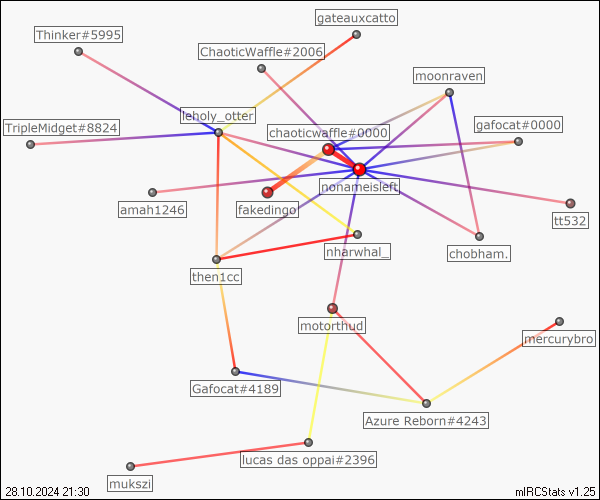 gateauxcatto
Thinker#5995
ChaoticWaffle#2006
moonraven
leholy_otter
TripleMidget#8824
chaoticwaffle#0000
gafocat#0000
nonameisleft
amah1246
fakedingo
tt532
nharwhal_
chobham.
then1cc
motorthud
mercurybro
Gafocat#4189
Azure Reborn#4243
lucas das oppai#2396
mukszi
28.10.2024 21:30
mIRCStats v1.25